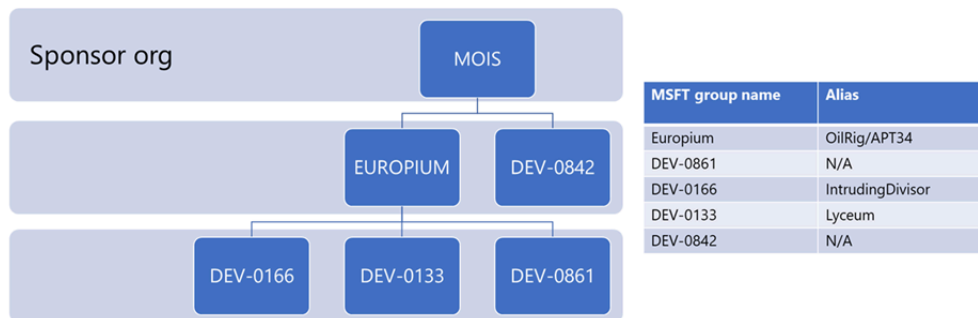 Sponsor org
MOIS
EUROPIUM
DEV-0842
DEV-0166
DEV-0133
DEV-0861
MSFT group name Alias
Europium OilRig/APT34
DEV-0861 N/A
DEV-0166 IntrudingDivisor
DEV-0133 Lyceum
DEV-0842 N/A